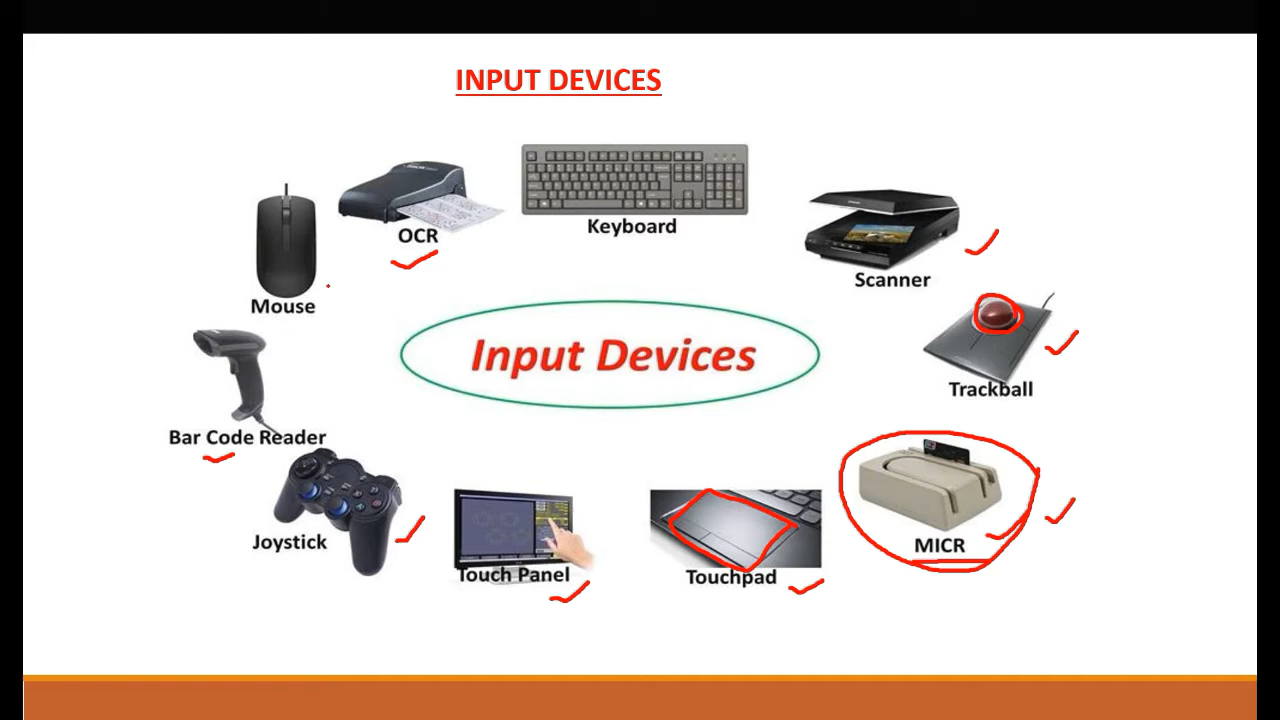 INPUT DEVICES
OCR
Keyboard
Mouse
Scanner
Input Devices
Trackball
Bar Code Reader
Joystick
Touch Panel
Touchpad
MICR